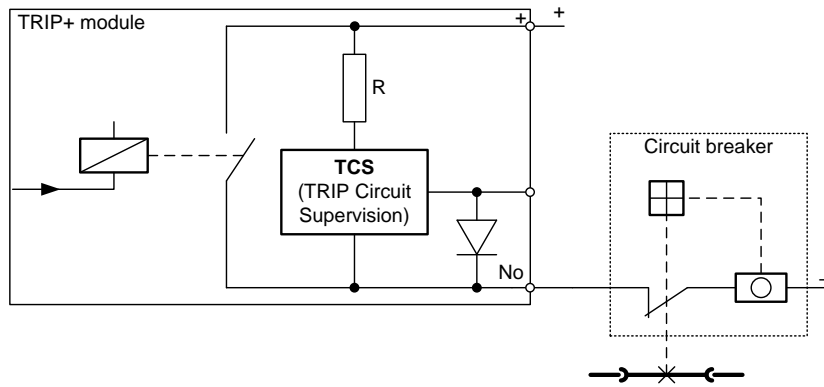 TRIP+ module
+
+
R
TCS
(TRIP Circuit
Supervision)
No
Circuit breaker
-